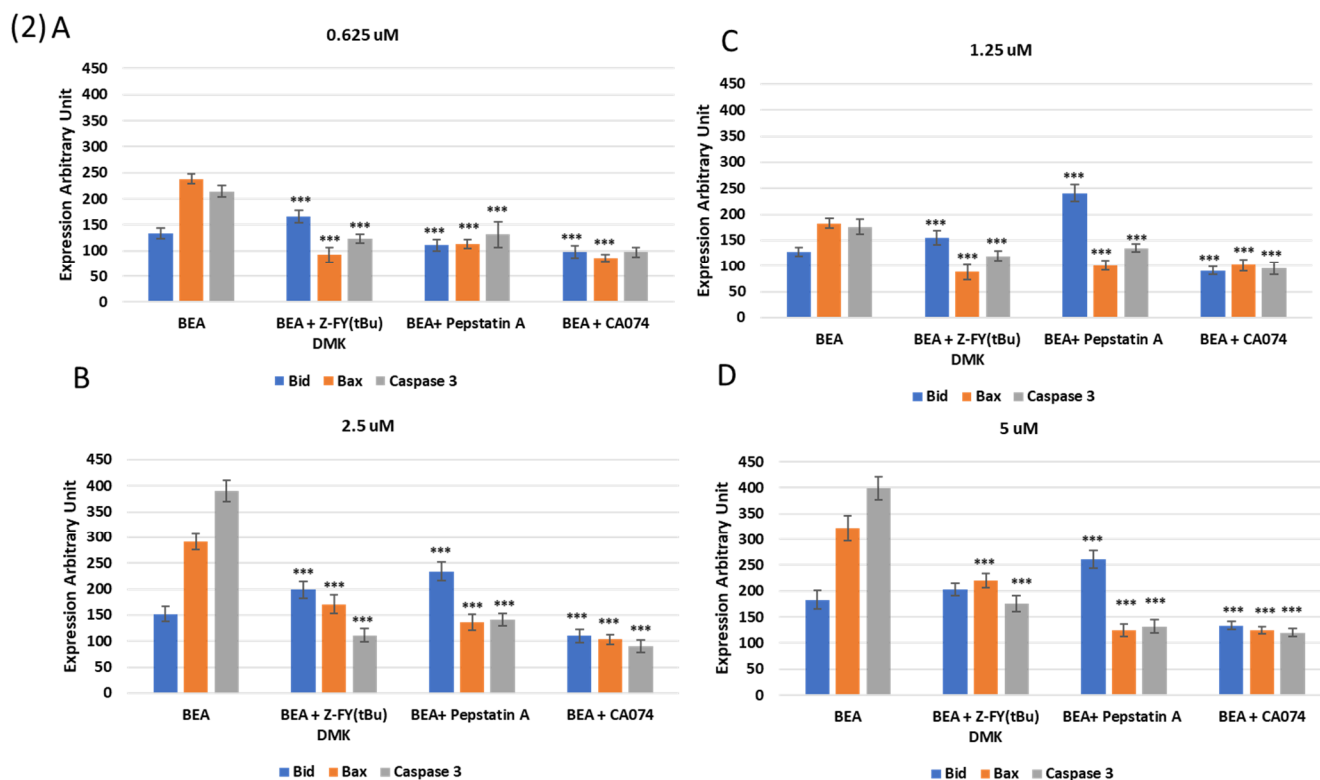 (2) A
0.625 uM
Expression Arbitrary Unit
450
400
350
300
250
200
150
100
50
0
***
***
***
***
***
***
***
***
BEA
BEA + Z-FY(tBu)
DMK
BEA+ Pepstatin A
BEA + CA074
Bid
Bax
Caspase 3
C
1.25 uM
Expression Arbitrary Unit
450
400
350
300
250
200
150
100
50
0
***
***
***
***
***
***
***
***
***
BEA
BEA + Z-FY(tBu)
DMK
BEA+ Pepstatin A
BEA + CA074
Bid
Bax
Caspase 3
B
2.5 uM
Expression Arbitrary Unit
450
400
350
300
250
200
150
100
50
0
***
***
***
***
***
***
***
***
***
BEA
BEA + Z-FY(tBu)
DMK
BEA+ Pepstatin A
BEA + CA074
Bid
Bax
Caspase 3
D
5 uM
Expression Arbitrary Unit
450
400
350
300
250
200
150
100
50
0
***
***
***
***
***
***
***
***
BEA
BEA + Z-FY(tBu)
DMK
BEA+ Pepstatin A
BEA + CA074
Bid
Bax
Caspase 3